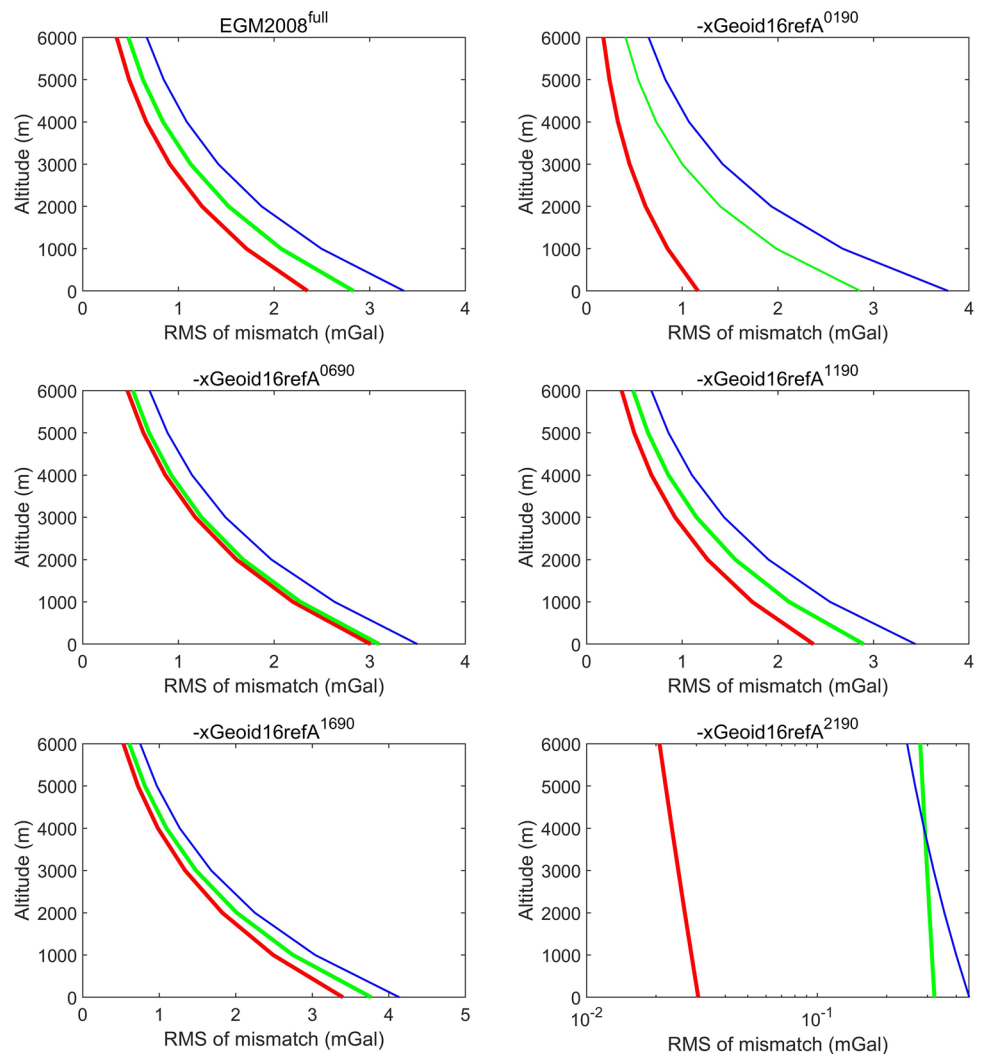 EGM2008^full
6000
5000
4000
3000
2000
1000
0
Altitude (m)
0 1 2 3 4
RMS of mismatch (mGal)
-xGeoid16refA^0190
6000
5000
4000
3000
2000
1000
0
Altitude (m)
0 1 2 3 4
RMS of mismatch (mGal)
-xGeoid16refA^0690
6000
5000
4000
3000
2000
1000
0
Altitude (m)
0 1 2 3 4
RMS of mismatch (mGal)
-xGeoid16refA^1190
6000
5000
4000
3000
2000
1000
0
Altitude (m)
0 1 2 3 4
RMS of mismatch (mGal)
-xGeoid16refA^1690
6000
5000
4000
3000
2000
1000
0
Altitude (m)
0 1 2 3 4 5
RMS of mismatch (mGal)
-xGeoid16refA^2190
6000
5000
4000
3000
2000
1000
0
Altitude (m)
10^-2 10^-1
RMS of mismatch (mGal)